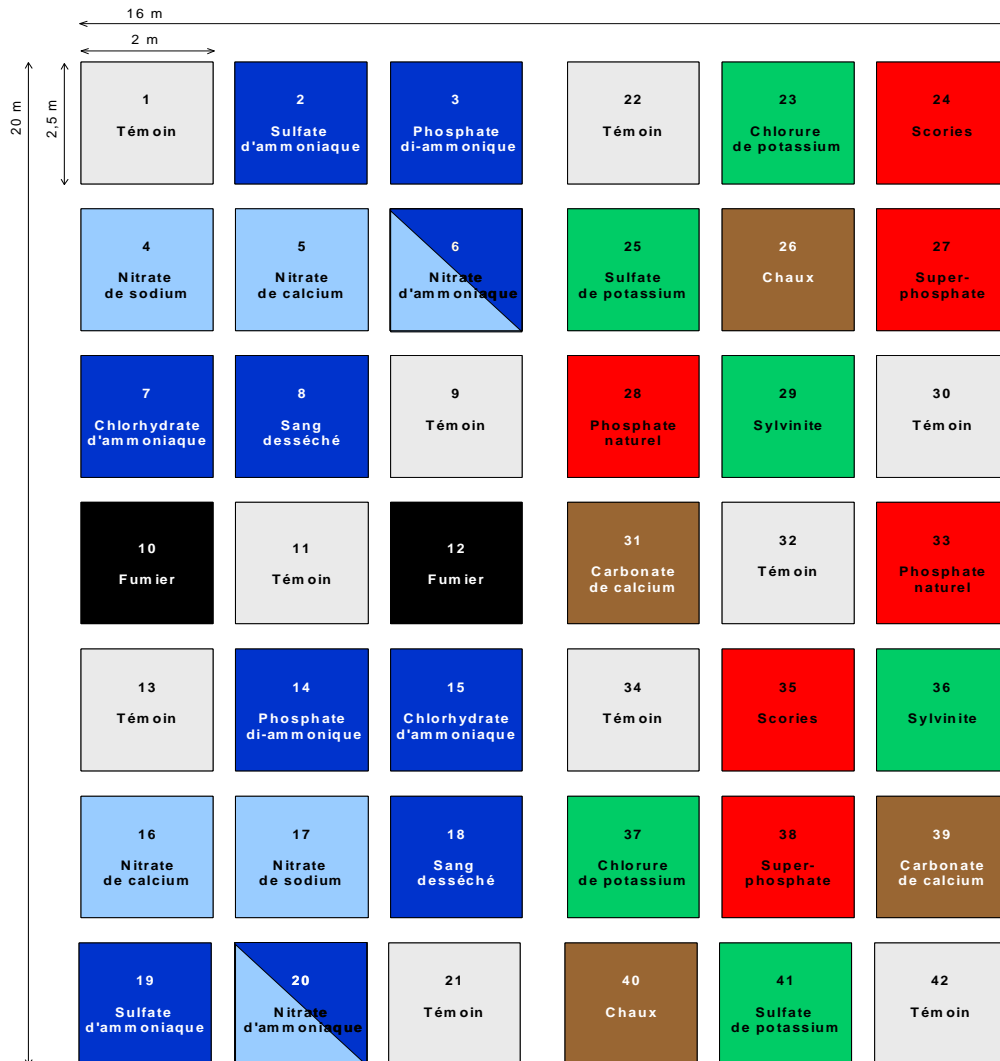 16 m
2 m
20 m
2,5 m
1
Témoin
2
Sulfate
d'ammoniaque
3
Phosphate
di-ammonique
22
Témoin
23
Chlorure
de potassium
24
Scories
4
Nitrate
de sodium
5
Nitrate
de calcium
6
Nitrate
d'ammoniaque
25
Sulfate
de potassium
26
Chaux
27
Super-
phosphate
7
Chlorhydrate
d'ammoniaque
8
Sang
desséché
9
Témoin
28
Phosphate
naturel
29
Sylvinite
30
Témoin
10
Fumier
11
Témoin
12
Fumier
31
Carbonate
de calcium
32
Témoin
33
Phosphate
naturel
13
Témoin
14
Phosphate
di-ammonique
15
Chlorhydrate
d'ammoniaque
34
Témoin
35
Scories
36
Sylvinite
16
Nitrate
de calcium
17
Nitrate
de sodium
18
Sang
desséché
37
Chlorure
de potassium
38
Super-
phosphate
39
Carbonate
de calcium
19
Sulfate
d'ammoniaque
20
Nitrate
d'ammoniaque
21
Témoin
40
Chaux
41
Sulfate
de potassium
42
Témoin